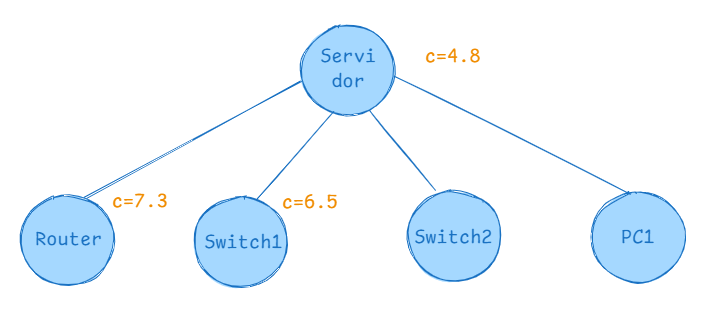 Servi
dor
c=4.8
c=7.3
c=6.5
Router
Switch1
Switch2
PC1